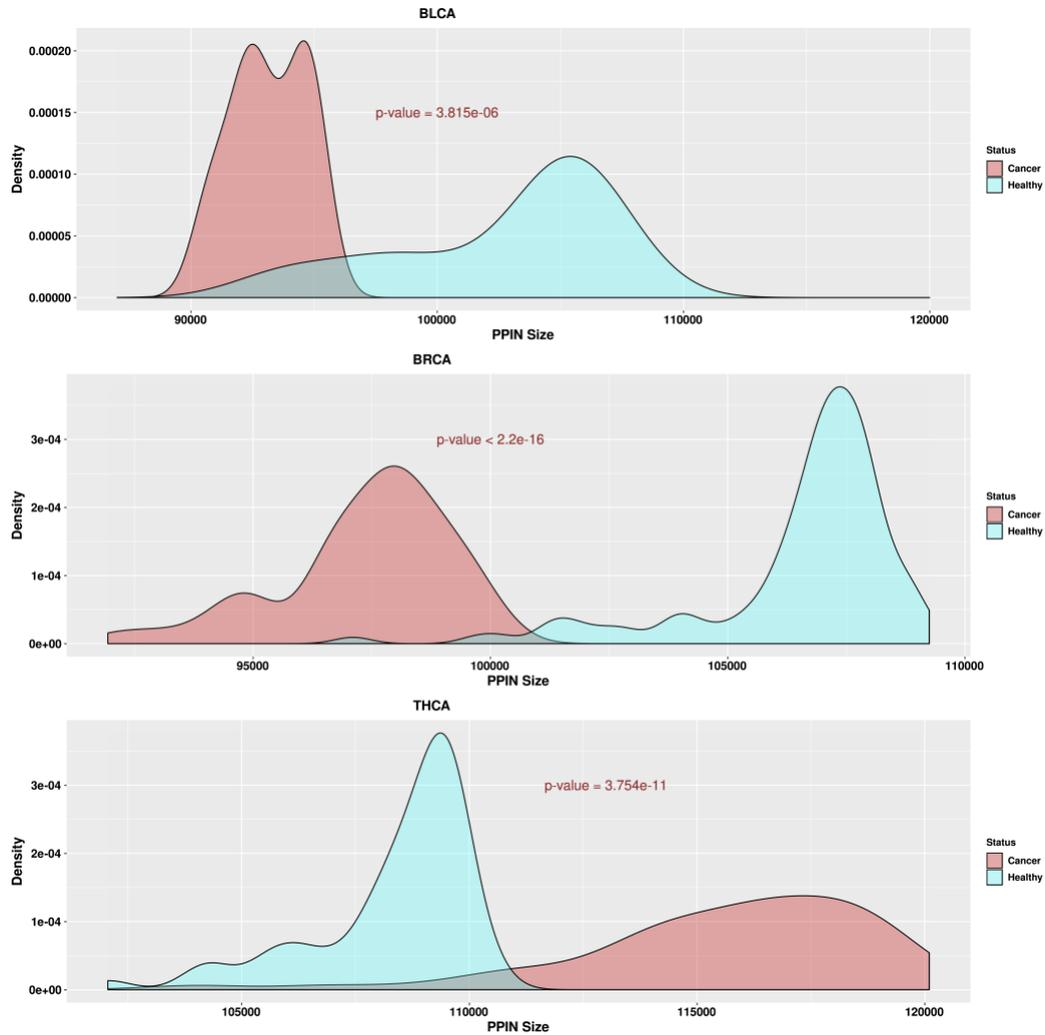 BLCA
0.00020
0.00015
0.00010
0.00005
0.00000
Density
p-value = 3.815e-06
90000 100000 110000 120000
PPIN Size
Status
Cancer
Healthy
BRCA
3e-04
2e-04
1e-04
0e+00
Density
p-value < 2.2e-16
95000 100000 105000 110000
PPIN Size
Status
Cancer
Healthy
THCA
3e-04
2e-04
1e-04
0e+00
Density
p-value = 3.754e-11
105000 110000 115000 120000
PPIN Size
Status
Cancer
Healthy